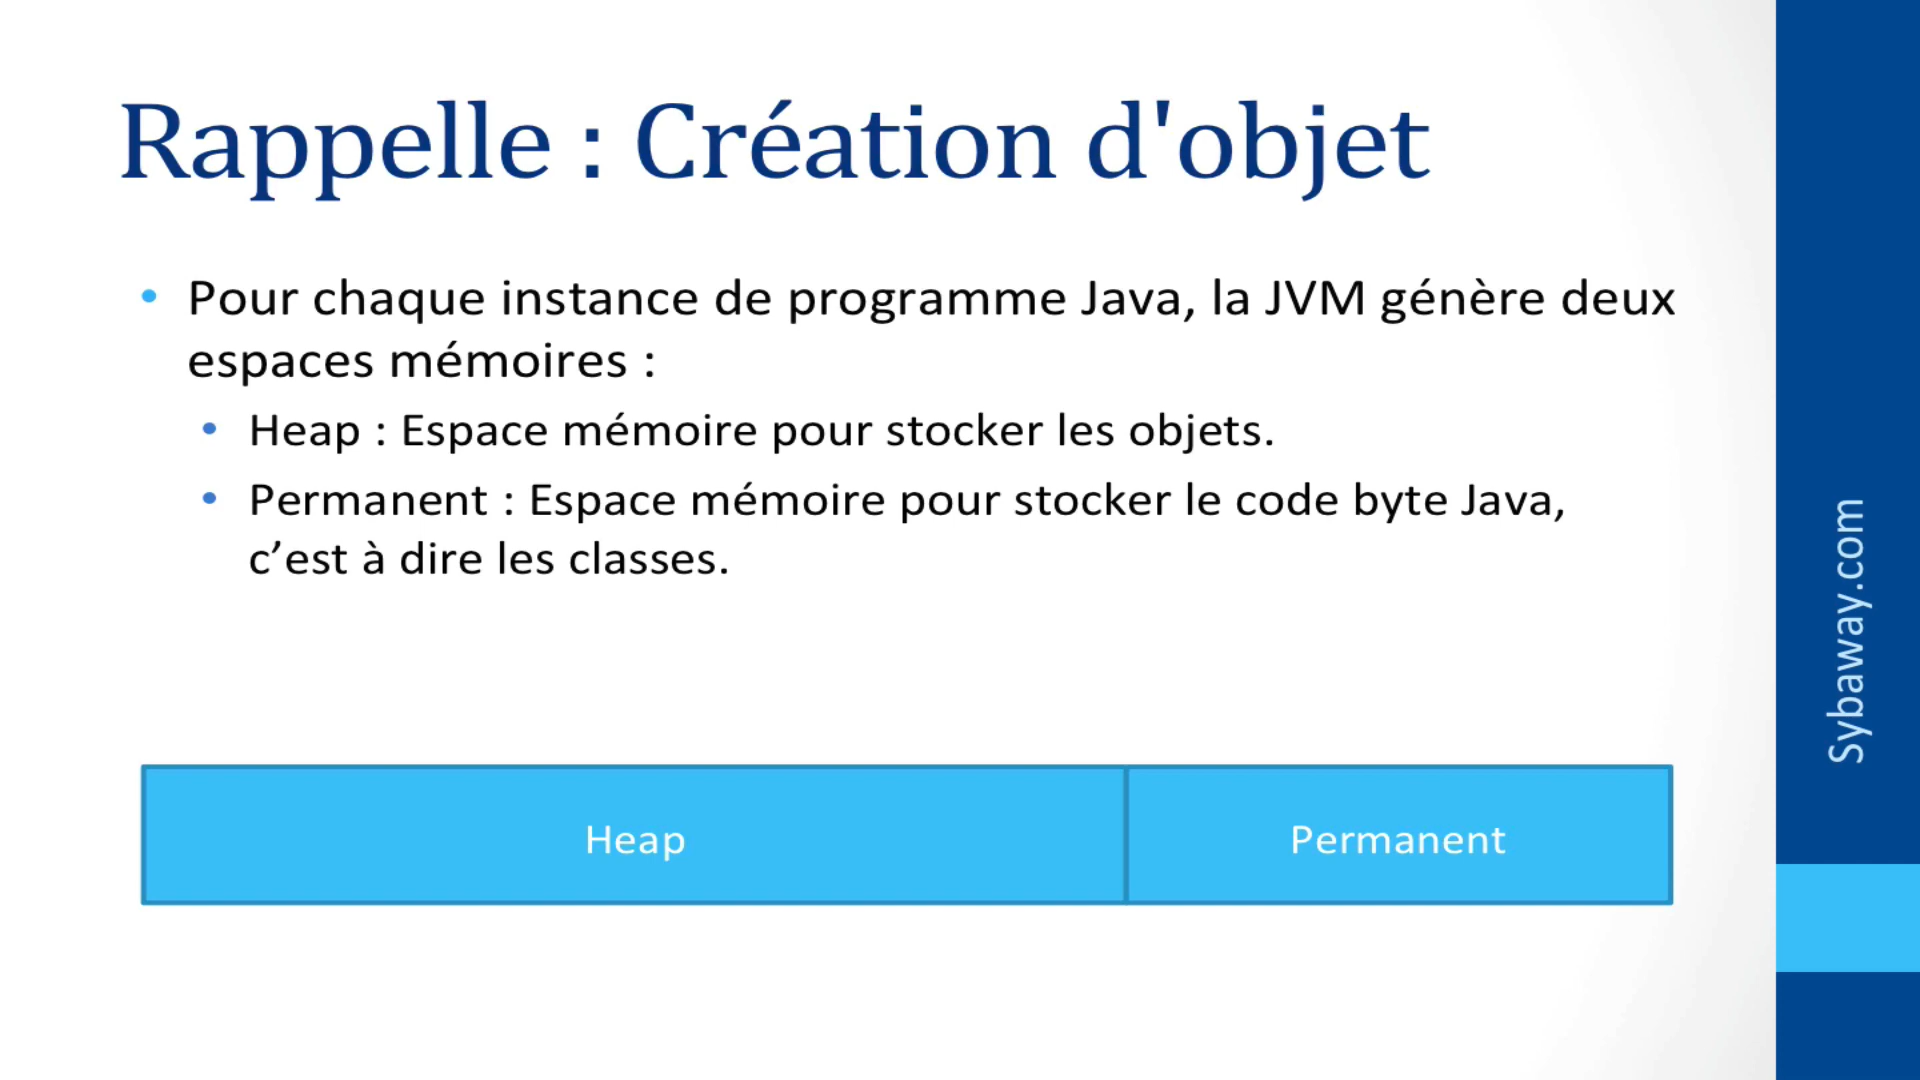 Rappelle : Création d'objet
• Pour chaque instance de programme Java, la JVM génère deux
espaces mémoires :
• Heap : Espace mémoire pour stocker les objets.
• Permanent : Espace mémoire pour stocker le code byte Java,
c’est à dire les classes.
Heap
Permanent
Sybaway.com